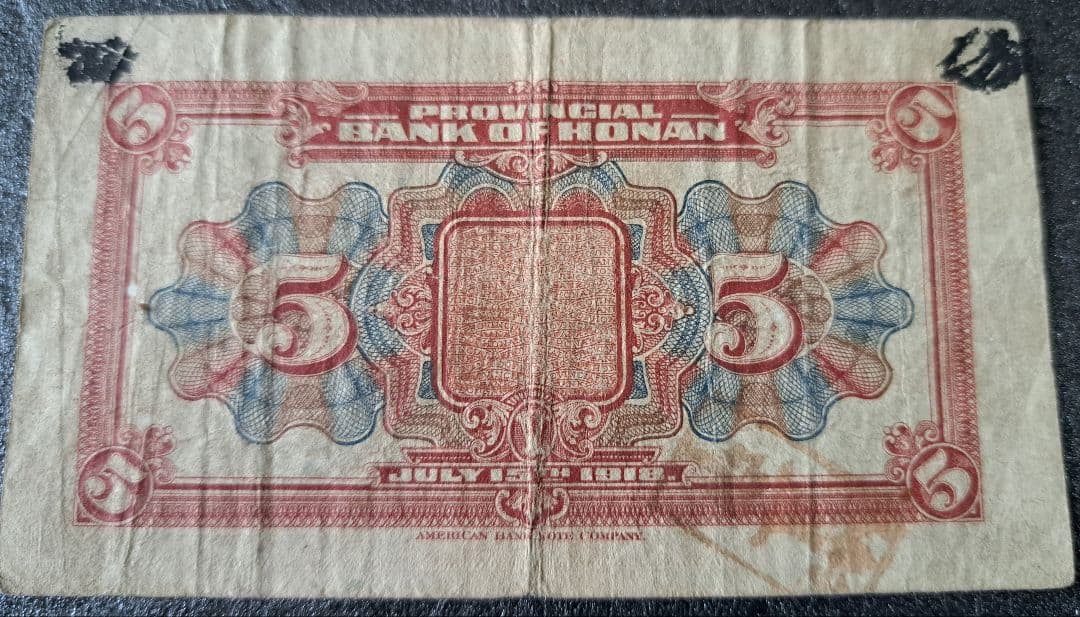 5 5
PROVINCIAL
BANK OF HONAN
5 5
JULY 15TH 1918.
5 5
AMERICAN BANK NOTE COMPANY.